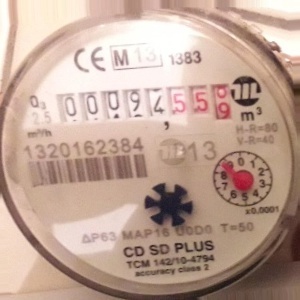 CE M 13 1383
Q3 2.5 m³/h 00094,559 m³
H-R=80
V-R=40
1320162384
13
x0,0001
ΔP63 MAP16 U0D0 T=50
CD SD PLUS
TCM 142/10-4794
accuracy class 2